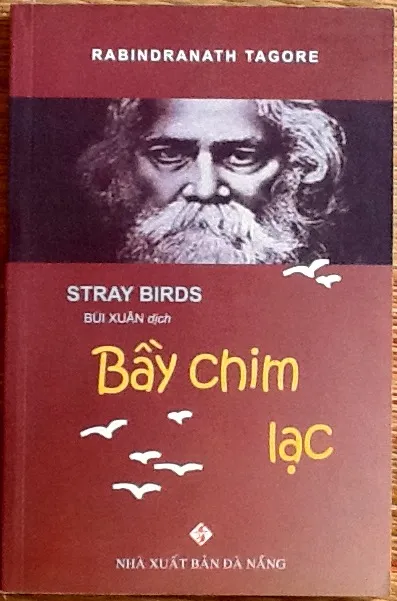 RABINDRANATH TAGORE
STRAY BIRDS
BÙI XUÂN dịch
Bầy chim
lạc
NHÀ XUẤT BẢN ĐÀ NẴNG